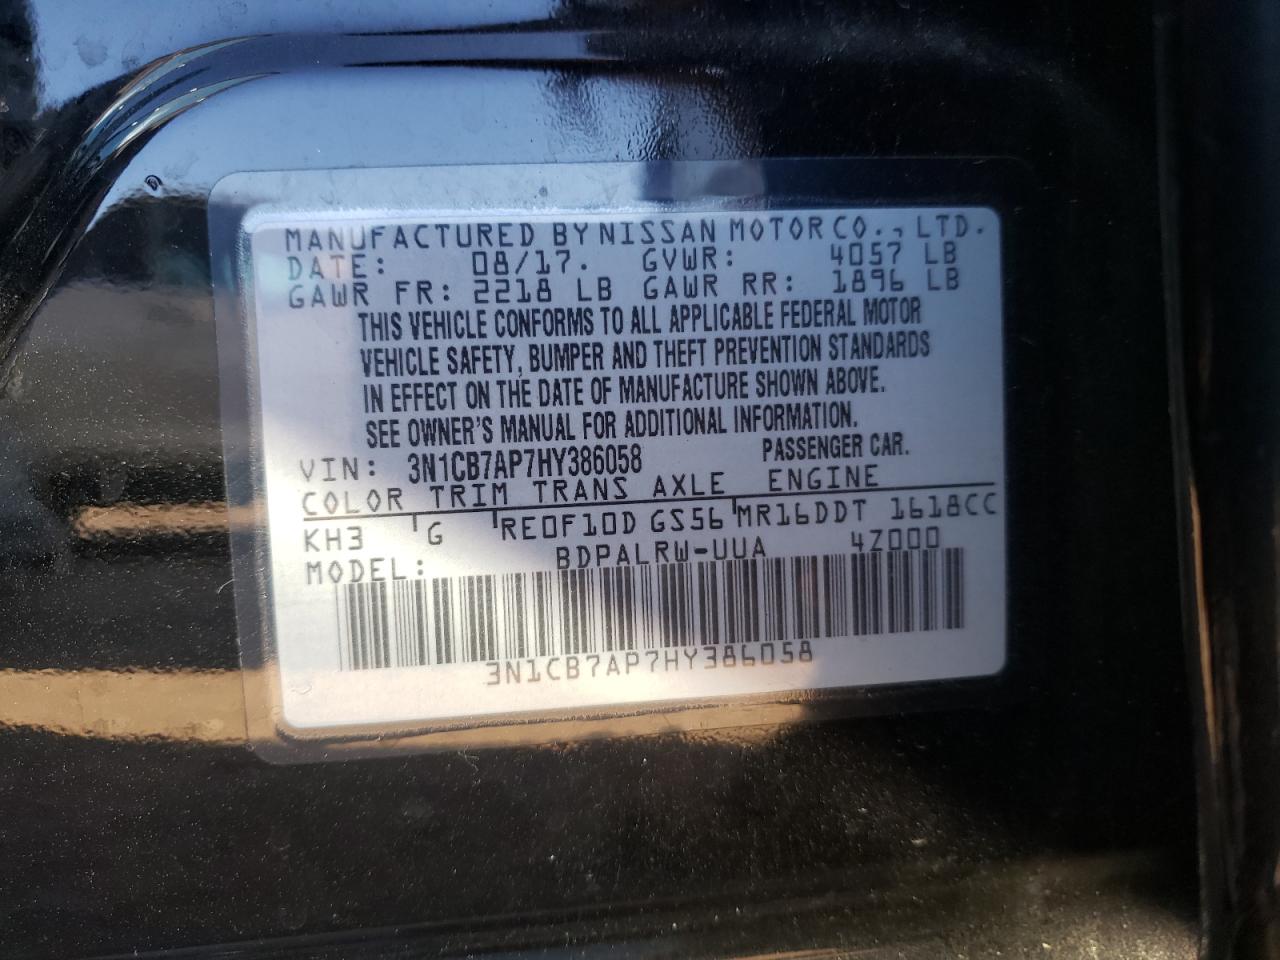 MANUFACTURED BY NISSAN MOTOR CO., LTD.
DATE: 08/17. GVWR: 4057 LB
GAWR FR: 2218 LB GAWR RR: 1896 LB
THIS VEHICLE CONFORMS TO ALL APPLICABLE FEDERAL MOTOR
VEHICLE SAFETY, BUMPER AND THEFT PREVENTION STANDARDS
IN EFFECT ON THE DATE OF MANUFACTURE SHOWN ABOVE.
SEE OWNER'S MANUAL FOR ADDITIONAL INFORMATION.
VIN: 3N1CB7AP7HY386058 PASSENGER CAR.
COLOR TRIM TRANS AXLE ENGINE
KH3 G RE0F10D GS56 MR16DDT 1618CC
MODEL: BDPALRW-UUA 4Z000
3N1CB7AP7HY386058